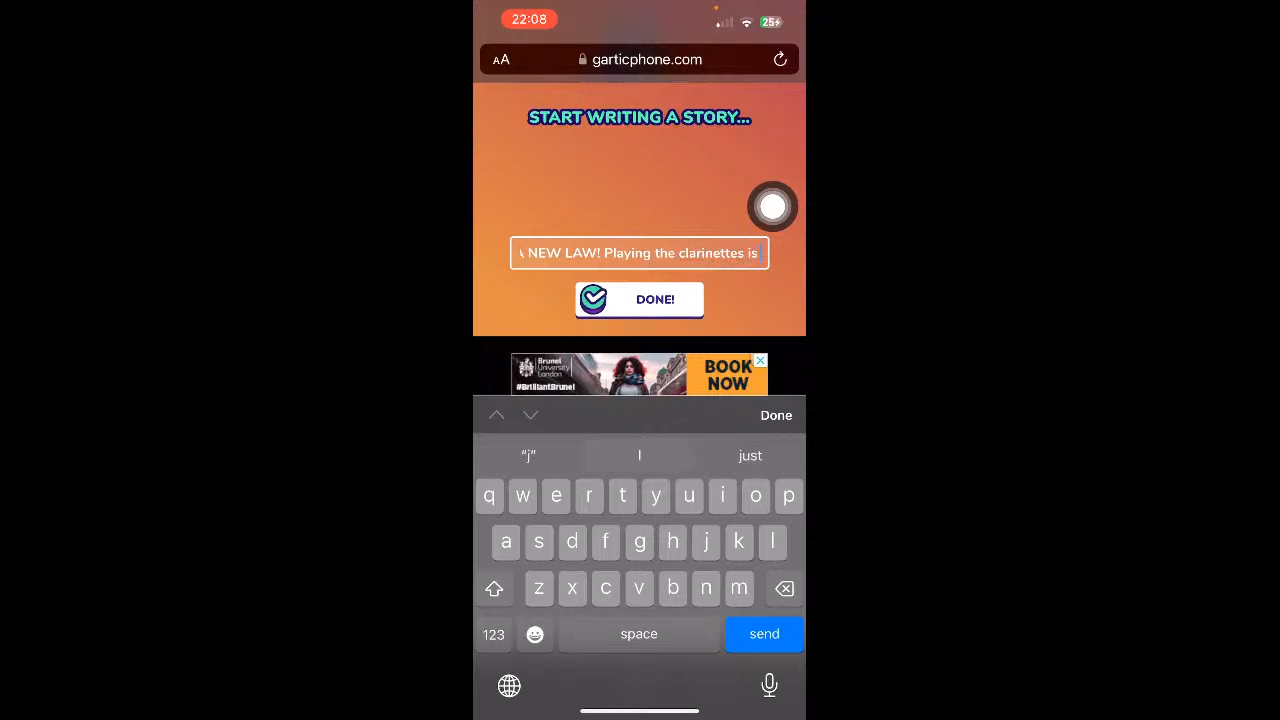 22:08
25
AA garticphone.com
START WRITING A STORY...
A NEW LAW! Playing the clarinettes is
DONE!
Brunel
University
London
#BrilliantBrunel
BOOK
NOW
Done
“j” I just
q w e r t y u i o p
a s d f g h j k l
z x c v b n m
123 space send